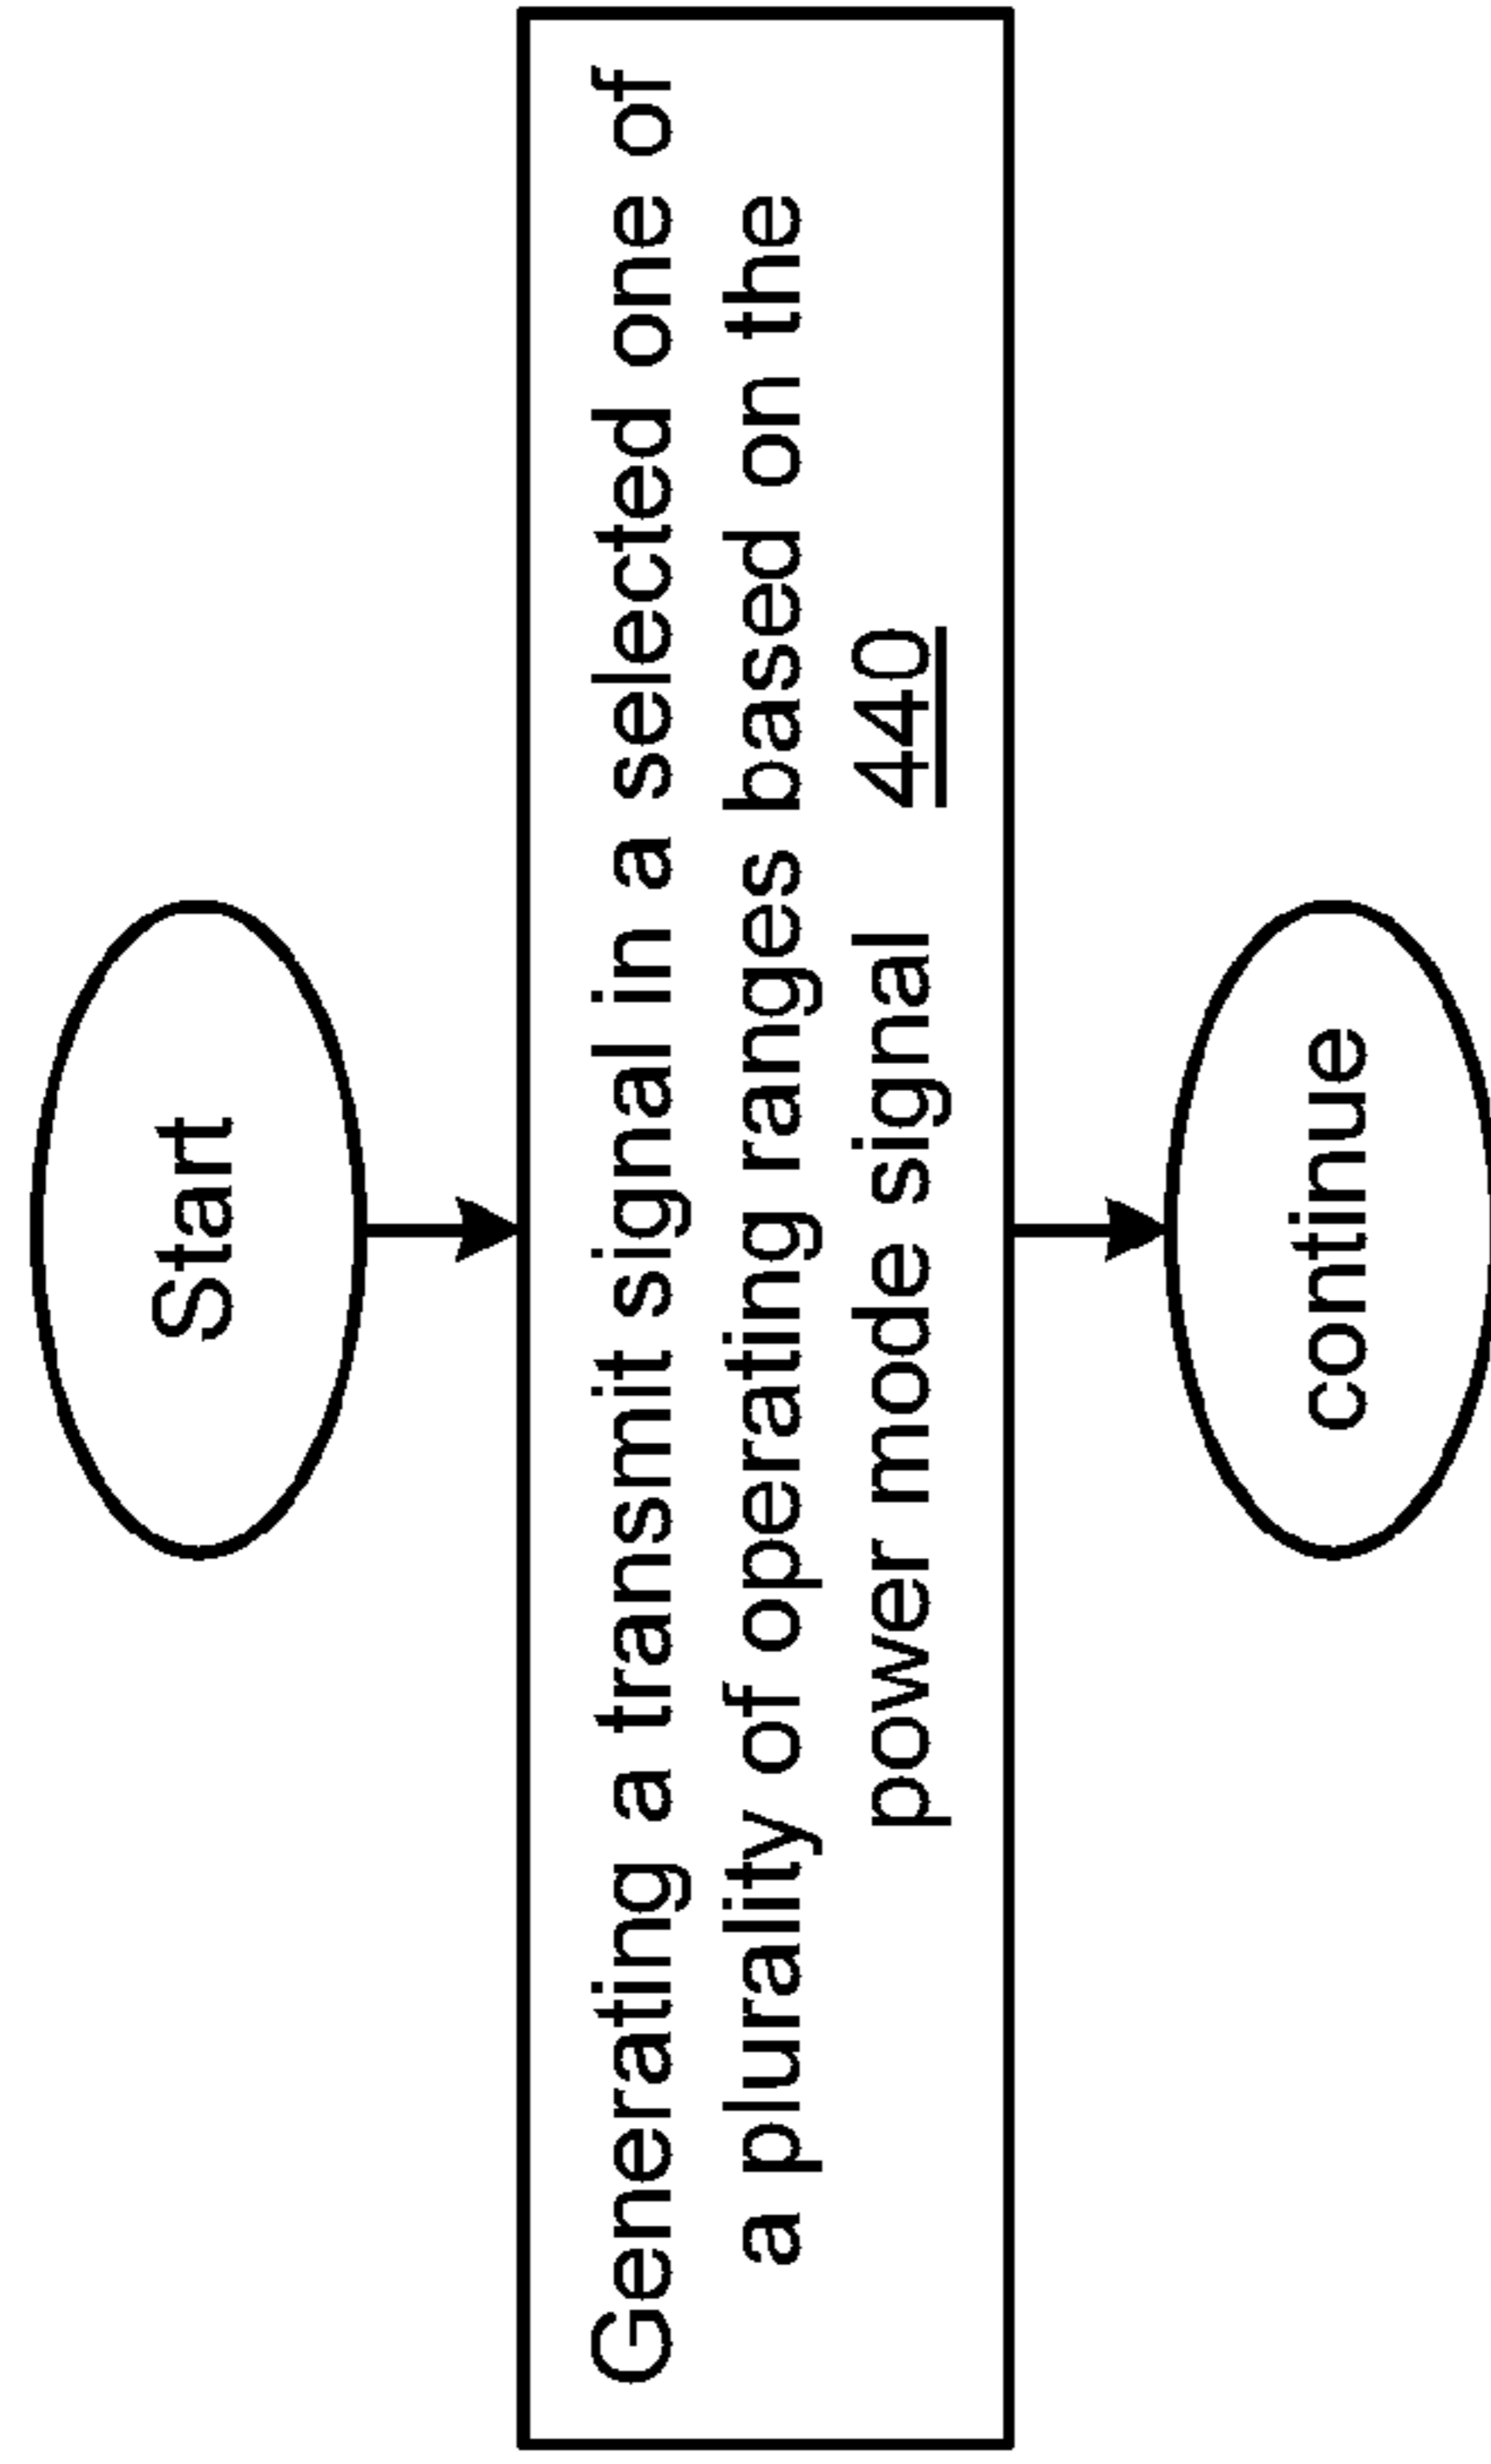 Start
Generating a transmit signal in a selected one of
a plurality of operating ranges based on the
power mode signal 440
continue